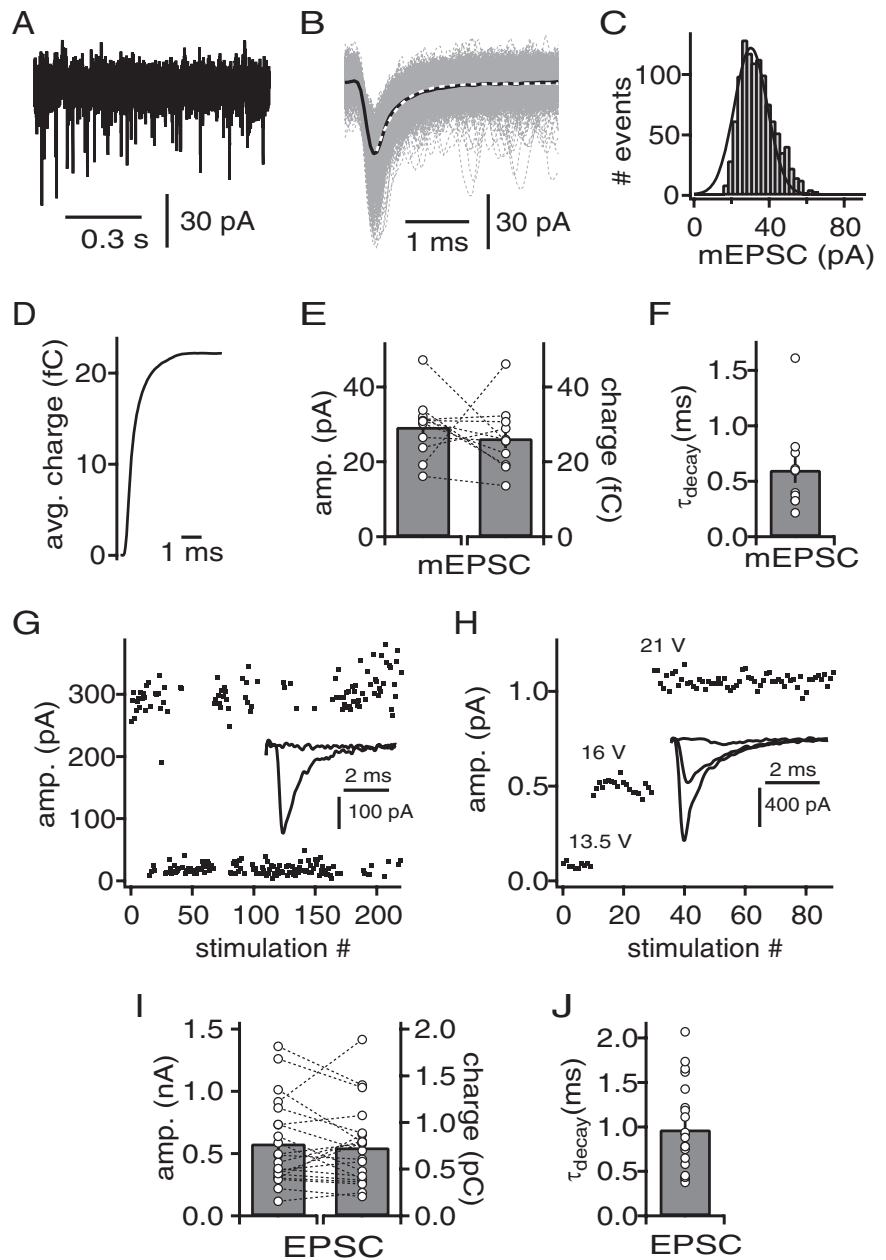 A
0.3 s
30 pA
B
1 ms
30 pA
C
# events
100
50
0
0
40
80
mEPSC (pA)
D
avg. charge (fC)
20
10
0
1 ms
E
amp. (pA)
40
20
0
40
20
0
charge (fC)
mEPSC
F
τdecay(ms)
1.5
1.0
0.5
0.0
mEPSC
G
amp. (pA)
300
200
100
0
2 ms
100 pA
0
50
100
150
200
stimulation #
H
amp. (pA)
1.0
0.5
0.0
21 V
16 V
13.5 V
2 ms
400 pA
0
20
40
60
80
stimulation #
I
amp. (nA)
1.5
1.0
0.5
0.0
2.0
1.5
1.0
0.5
0.0
charge (pC)
EPSC
J
τdecay(ms)
2.0
1.5
1.0
0.5
0.0
EPSC